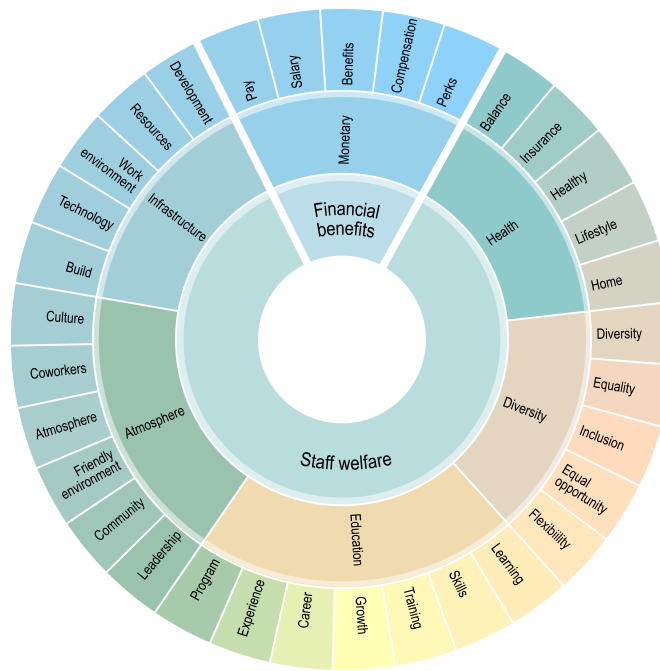 Financial
benefits
Monetary
Pay
Salary
Benefits
Compensation
Perks
Staff welfare
Health
Balance
Insurance
Healthy
Lifestyle
Home
Diversity
Diversity
Equality
Inclusion
Equal
opportunity
Flexibility
Education
Learning
Skills
Training
Growth
Career
Experience
Program
Atmosphere
Leadership
Community
Friendly
environment
Atmosphere
Coworkers
Culture
Infrastructure
Build
Technology
Work
environment
Resources
Development